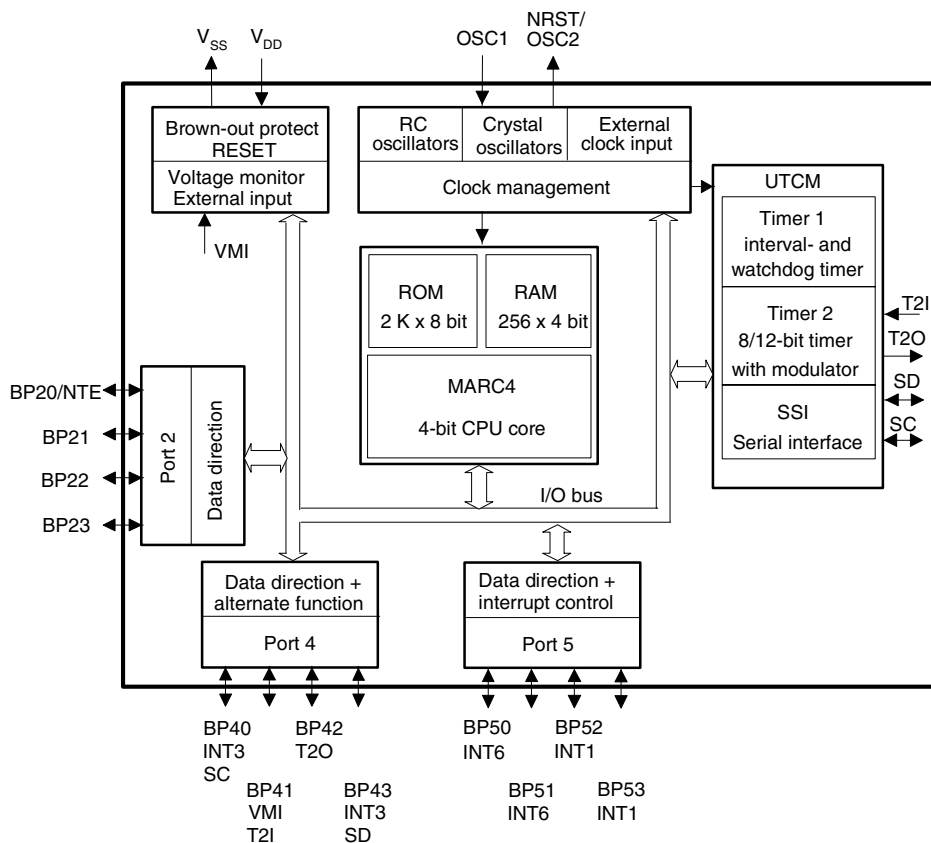 V_SS
V_DD
OSC1
NRST/
OSC2
Brown-out protect
RESET
Voltage monitor
External input
VMI
RC
oscillators
Crystal
oscillators
External
clock input
Clock management
UTCM
Timer 1
interval- and
watchdog timer
Timer 2
8/12-bit timer
with modulator
SSI
Serial interface
T2I
T2O
SD
SC
ROM
2 K x 8 bit
RAM
256 x 4 bit
MARC4
4-bit CPU core
I/O bus
BP20/NTE
BP21
BP22
BP23
Port 2
Data direction
Data direction +
alternate function
Port 4
Data direction +
interrupt control
Port 5
BP40
INT3
SC
BP41
VMI
T2I
BP42
T2O
BP43
INT3
SD
BP50
INT6
BP51
INT6
BP52
INT1
BP53
INT1